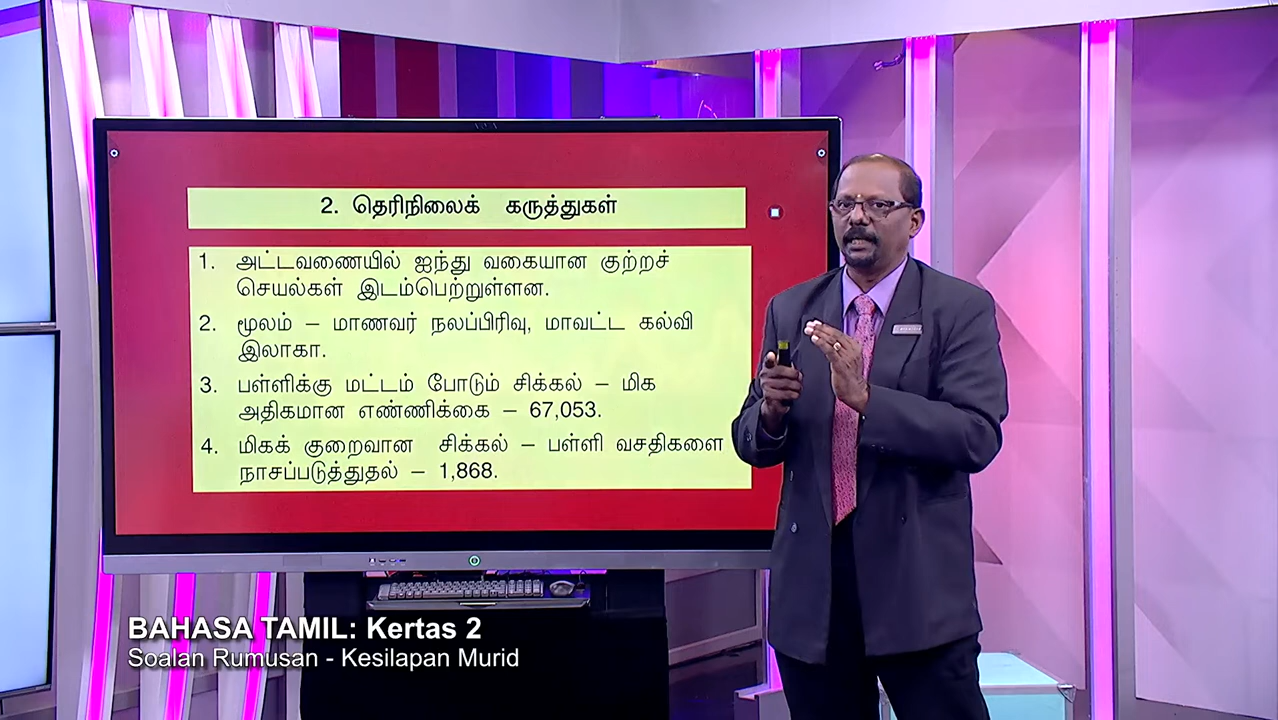 2. தெரிநிலைக் கருத்துகள்
1. அட்டவணையில் ஐந்து வகையான குற்றச்
செயல்கள் இடம்பெற்றுள்ளன.
2. மூலம் – மாணவர் நலப்பிரிவு, மாவட்ட கல்வி
இலாகா.
3. பள்ளிக்கு மட்டம் போடும் சிக்கல் – மிக
அதிகமான எண்ணிக்கை – 67,053.
4. மிகக் குறைவான சிக்கல் – பள்ளி வசதிகளை
நாசப்படுத்துதல் – 1,868.
BAHASA TAMIL: Kertas 2
Soalan Rumusan - Kesilapan Murid